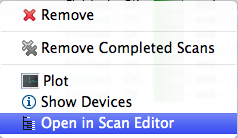 Remove
Remove Completed Scans
Plot
Show Devices
Open in Scan Editor